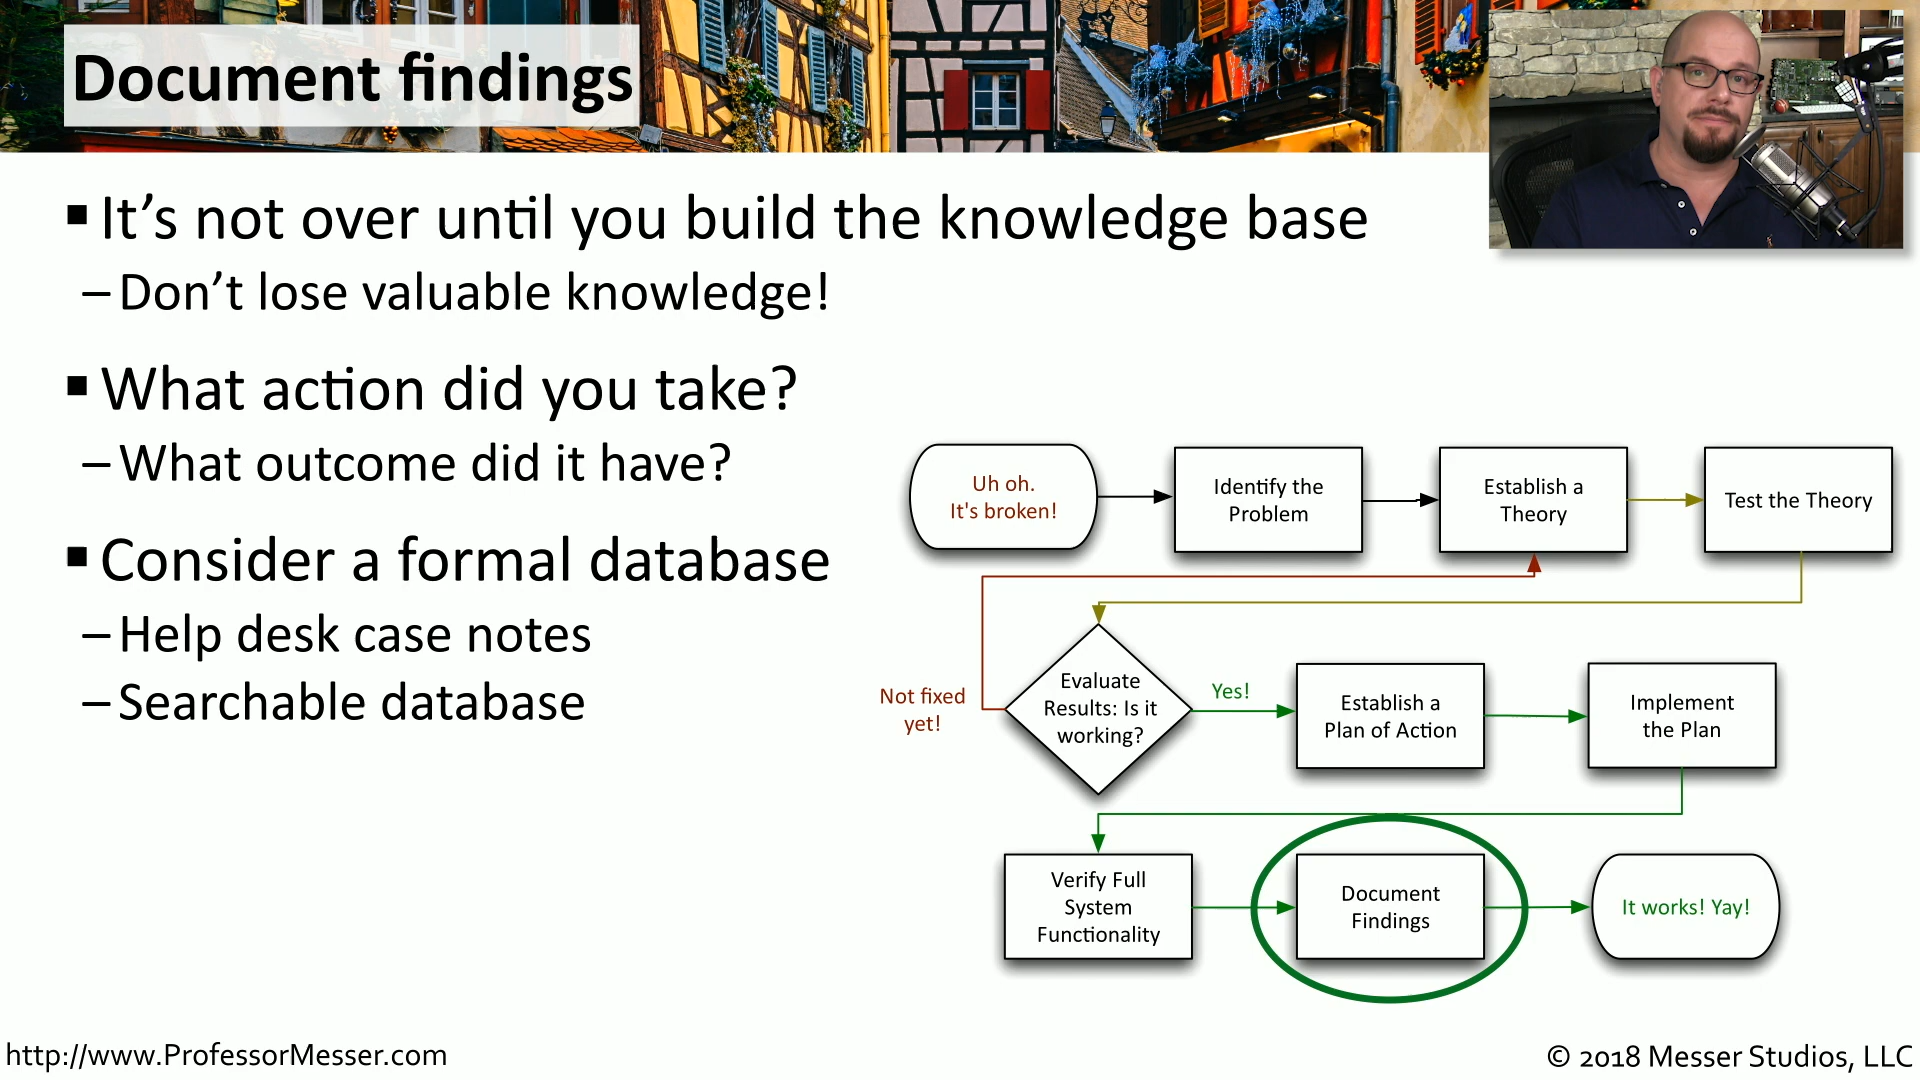 Document findings
▪ It’s not over until you build the knowledge base
– Don’t lose valuable knowledge!
▪ What action did you take?
– What outcome did it have?
▪ Consider a formal database
– Help desk case notes
– Searchable database
Uh oh.
It's broken!
Identify the
Problem
Establish a
Theory
Test the Theory
Not fixed
yet!
Evaluate
Results: Is it
working?
Yes!
Establish a
Plan of Action
Implement
the Plan
Verify Full
System
Functionality
Document
Findings
It works! Yay!
http://www.ProfessorMesser.com
© 2018 Messer Studios, LLC